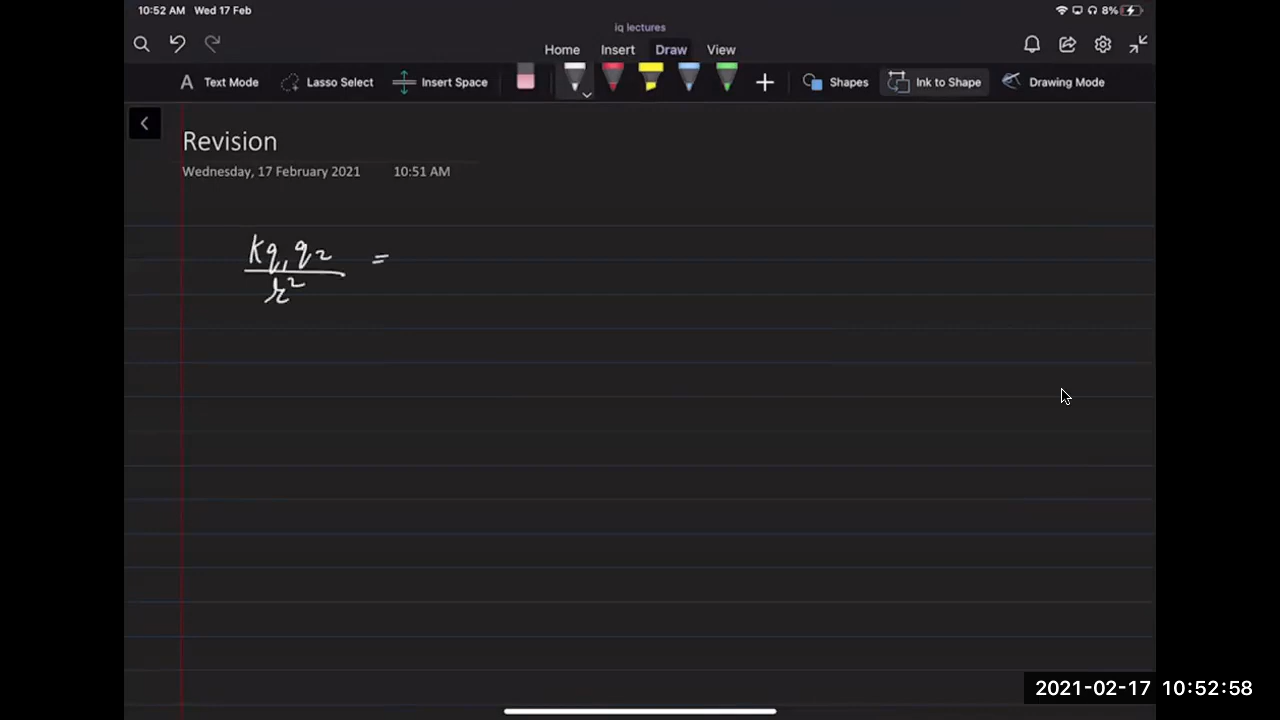 10:52 AM Wed 17 Feb
8%
iq lectures
Home Insert Draw View
Text Mode Lasso Select Insert Space Shapes Ink to Shape Drawing Mode
Revision
Wednesday, 17 February 2021 10:51 AM
Kq₁q₂ =
r²
2021-02-17 10:52:58